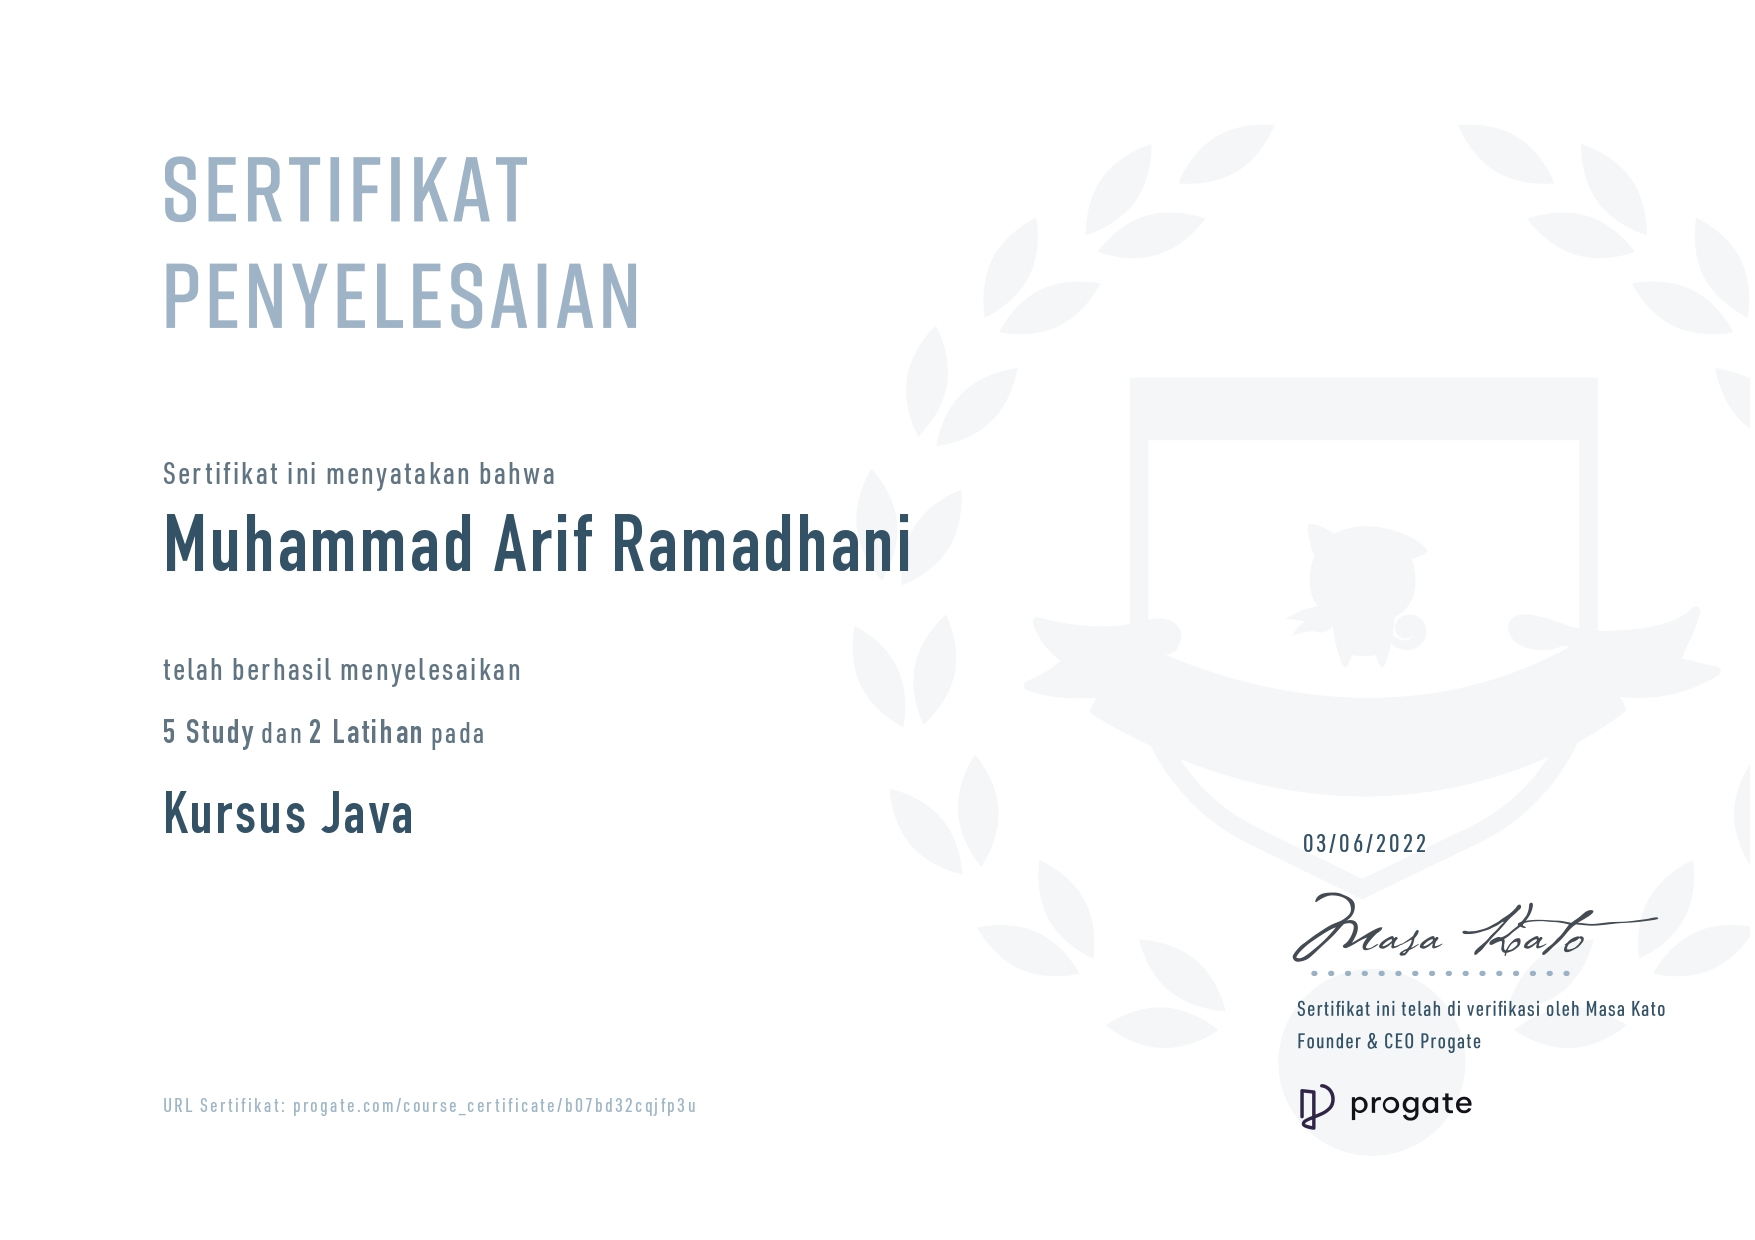 SERTIFIKAT
PENYELESAIAN
Sertifikat ini menyatakan bahwa
Muhammad Arif Ramadhani
telah berhasil menyelesaikan
5 Study dan 2 Latihan pada
Kursus Java
03/06/2022
Masa Kato
Sertifikat ini telah di verifikasi oleh Masa Kato
Founder & CEO Progate
URL Sertifikat: progate.com/course_certificate/b07bd32cqjfp3u
progate